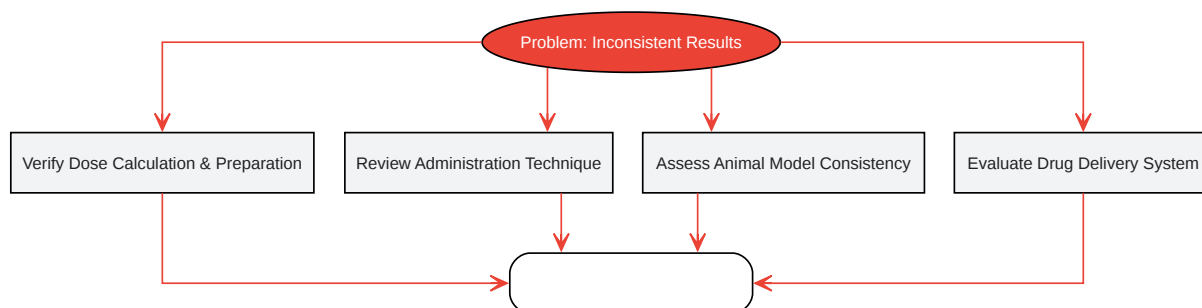 Problem: Inconsistent Results
Verify Dose Calculation & Preparation
Review Administration Technique
Assess Animal Model Consistency
Evaluate Drug Delivery System